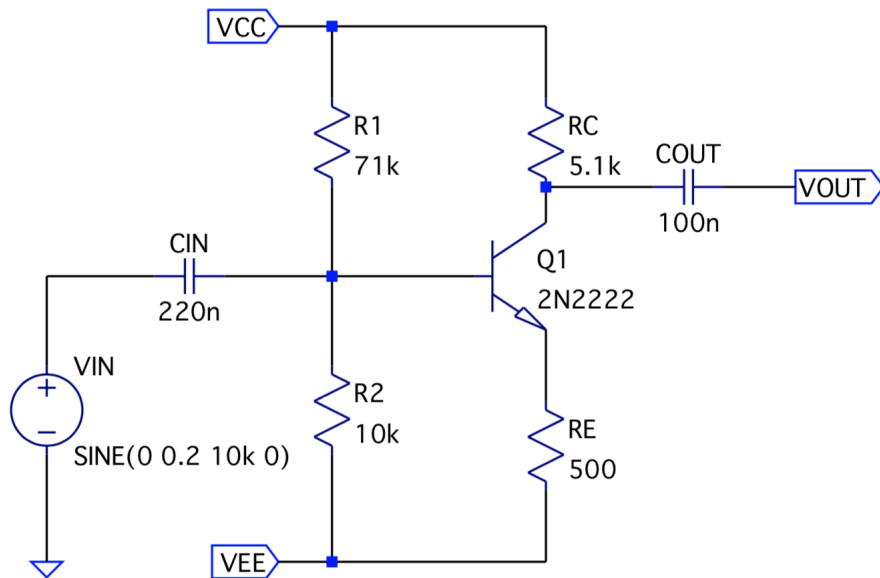 VCC
R1
71k
RC
5.1k
COUT
100n
VOUT
CIN
220n
Q1
2N2222
VIN
+
−
SINE(0 0.2 10k 0)
R2
10k
RE
500
VEE